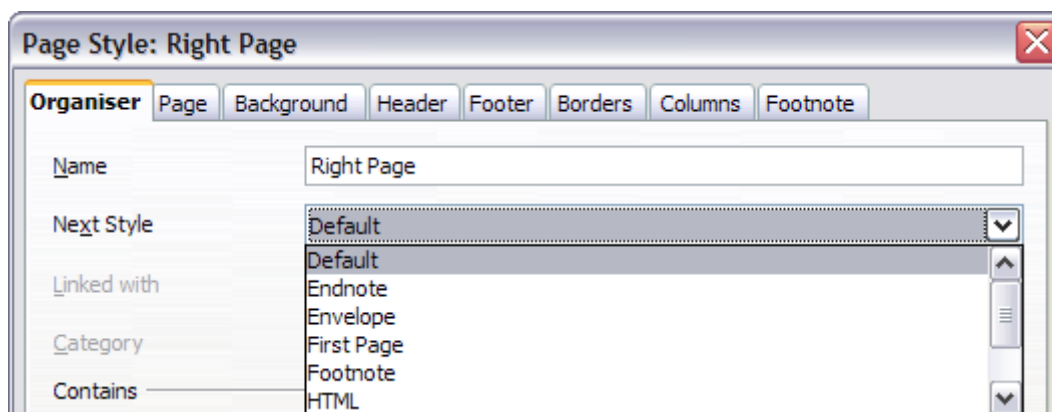 Page Style: Right Page
Organiser Page Background Header Footer Borders Columns Footnote
Name Right Page
Next Style Default
Default
Linked with
Endnote
Envelope
Category
First Page
Footnote
Contains
HTML